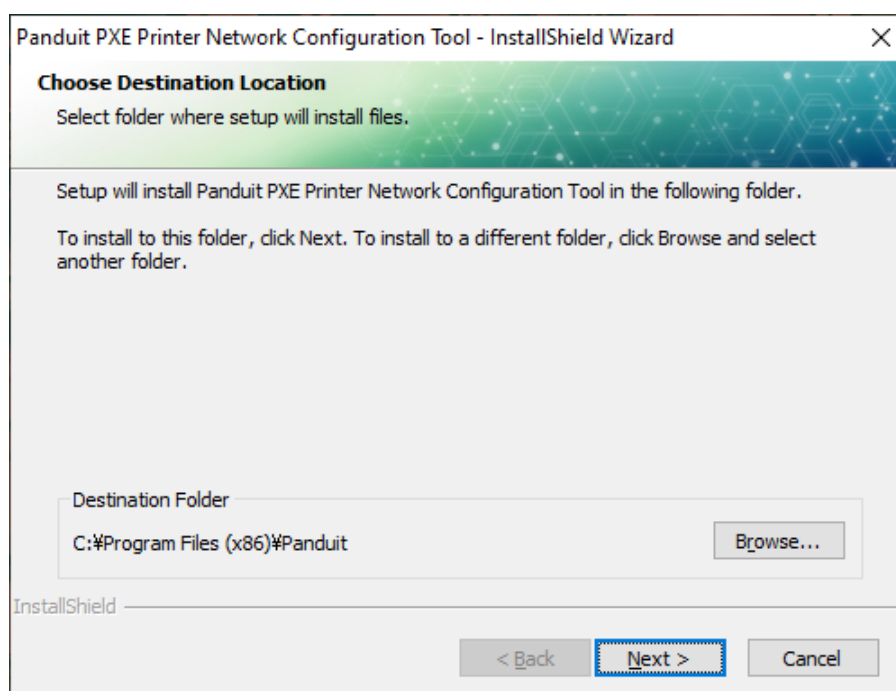 Panduit PXE Printer Network Configuration Tool - InstallShield Wizard
Choose Destination Location
Select folder where setup will install files.
Setup will install Panduit PXE Printer Network Configuration Tool in the following folder.
To install to this folder, click Next. To install to a different folder, click Browse and select
another folder.
Destination Folder
C:¥Program Files (x86)¥Panduit
Browse...
InstallShield
< Back
Next >
Cancel